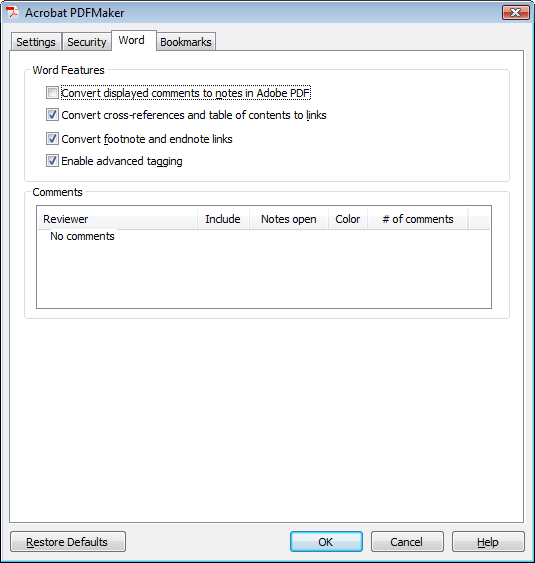 Acrobat PDFMaker
Settings Security Word Bookmarks
Word Features
Convert displayed comments to notes in Adobe PDF
Convert cross-references and table of contents to links
Convert footnote and endnote links
Enable advanced tagging
Comments
Reviewer Include Notes open Color # of comments
No comments
Restore Defaults OK Cancel Help